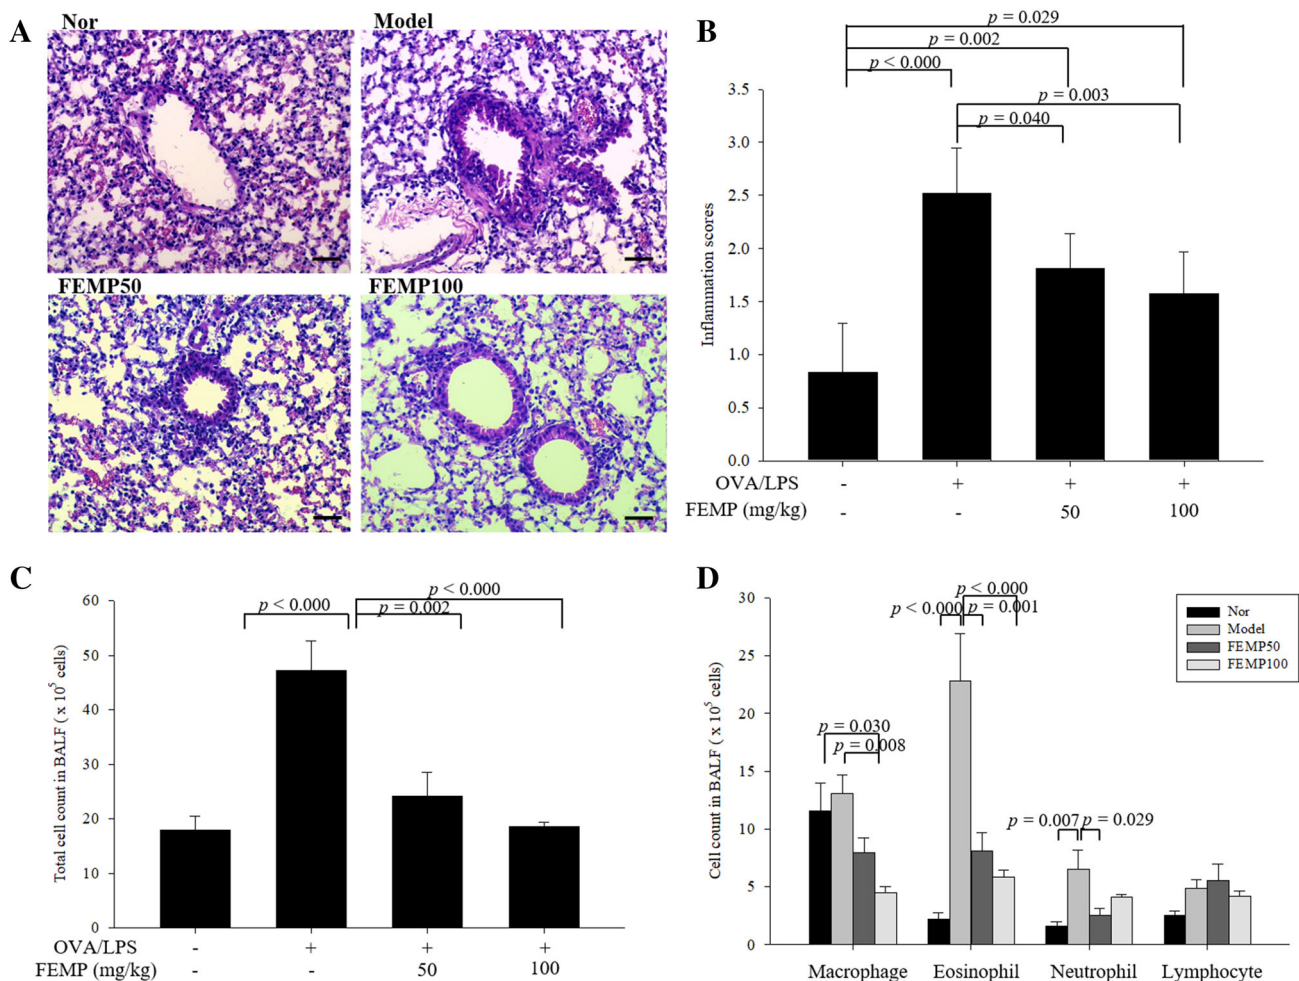 A
Nor
Model
FEMP50
FEMP100
B
p = 0.029
p = 0.002
p < 0.000
p = 0.003
p = 0.040
3.5
3.0
2.5
2.0
1.5
1.0
0.5
0.0
Inflammation scores
OVA/LPS - + + +
FEMP (mg/kg) - - 50 100
C
p < 0.000
p < 0.000
p = 0.002
60
50
40
30
20
10
0
Total cell count in BALF ( x 10^5 cells)
OVA/LPS - + + +
FEMP (mg/kg) - - 50 100
D
p < 0.000
p < 0.000
p = 0.001
p = 0.030
p = 0.008
p = 0.007
p = 0.029
30
25
20
15
10
5
0
Cell count in BALF ( x 10^5 cells)
Nor
Model
FEMP50
FEMP100
Macrophage Eosinophil Neutrophil Lymphocyte